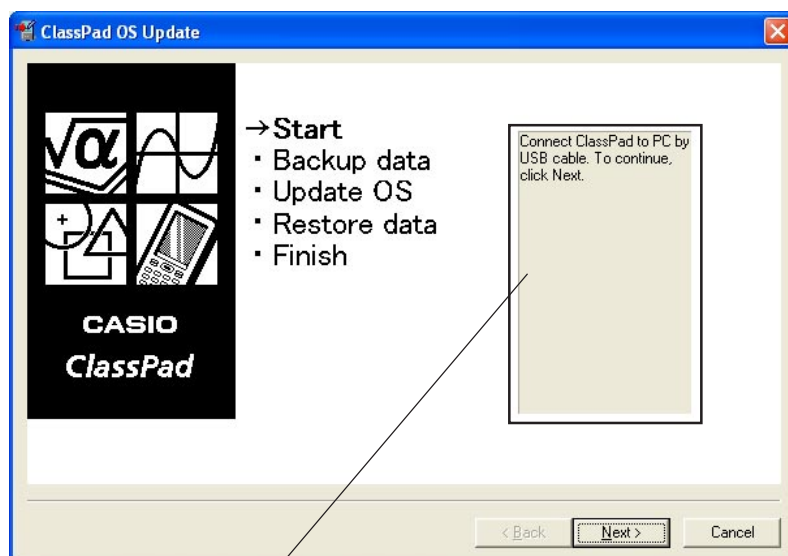 ClassPad OS Update
√α
+
CASIO
ClassPad
→Start
· Backup data
· Update OS
· Restore data
· Finish
Connect ClassPad to PC by
USB cable. To continue,
click Next.
< Back
Next >
Cancel